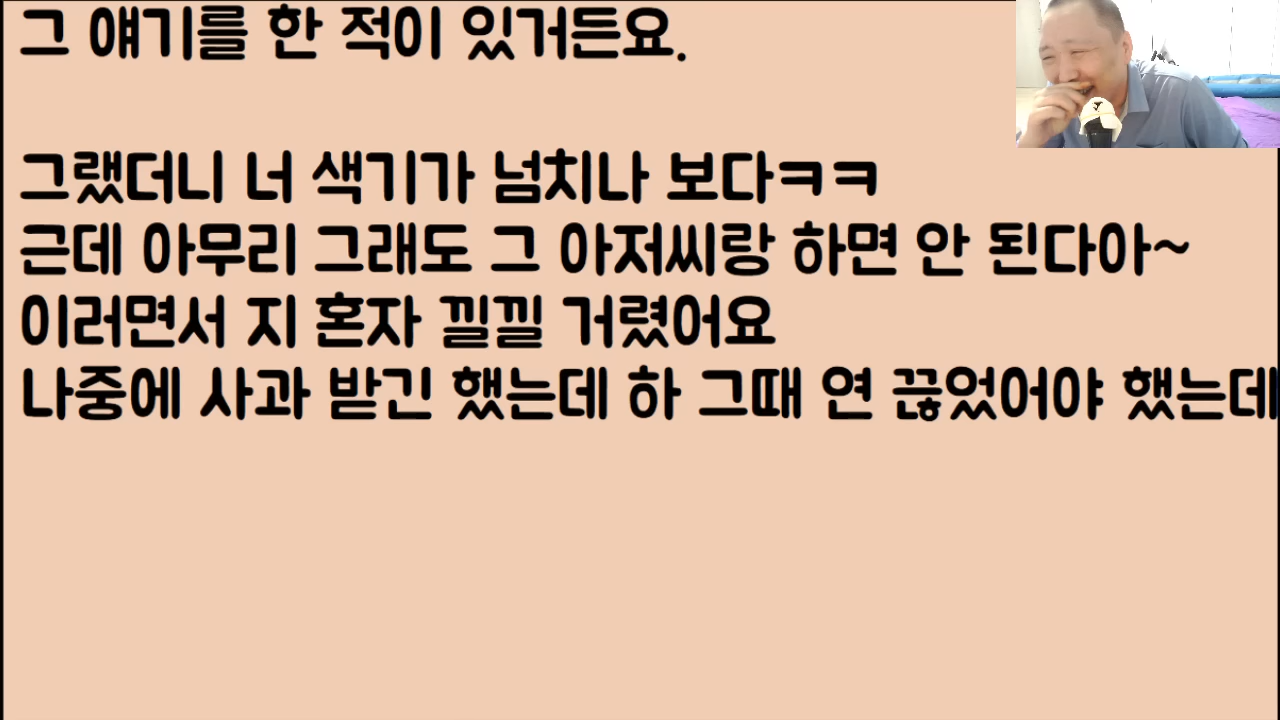 그 얘기를 한 적이 있거든요.
그랬더니 너 색기가 넘치나 보다ㅋㅋ
근데 아무리 그래도 그 아저씨랑 하면 안 된다아~
이러면서 지 혼자 낄낄 거렸어요
나중에 사과 받긴 했는데 하 그때 연 끊었어야 했는데